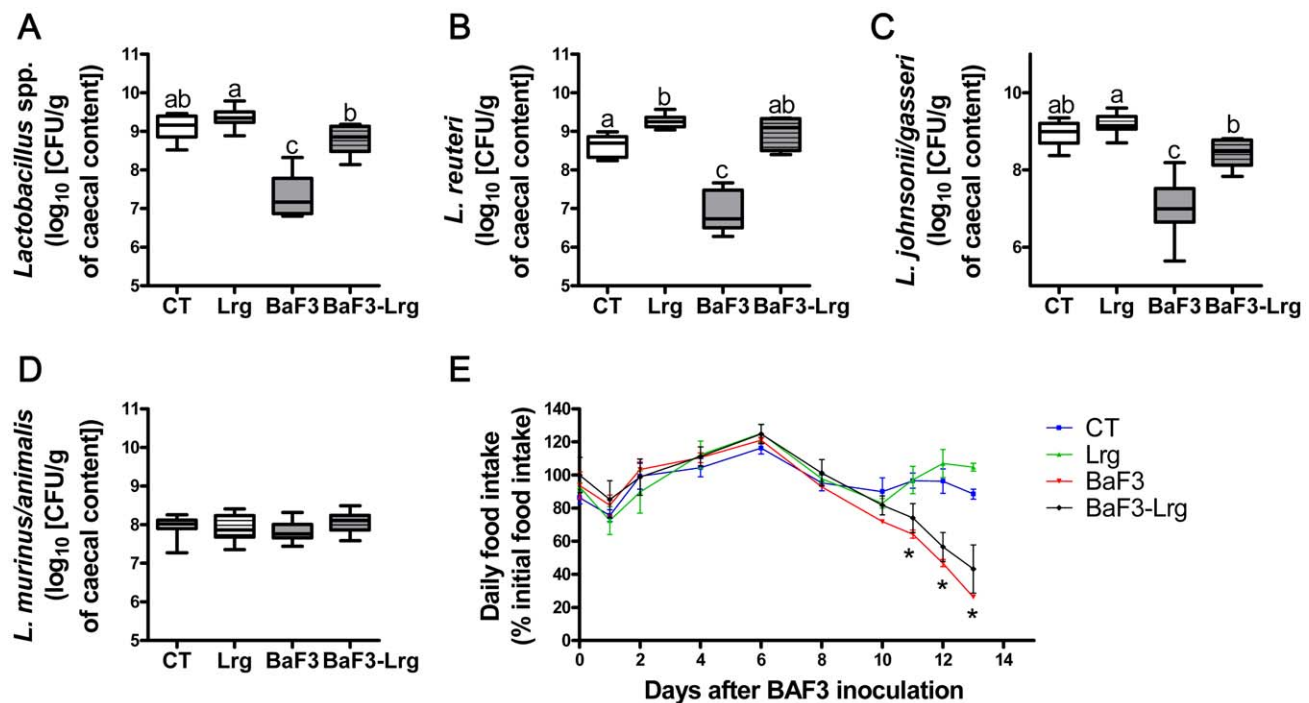 A
Lactobacillus spp.
(log10 [CFU/g
of caecal content])
11
10
9
8
7
6
5
ab
a
c
b
CT
Lrg
BaF3
BaF3-Lrg
B
L. reuteri
(log10 [CFU/g
of caecal content])
11
10
9
8
7
6
5
a
b
c
ab
CT
Lrg
BaF3
BaF3-Lrg
C
L. johnsonii/gasseri
(log10 [CFU/g
of caecal content])
10
8
6
ab
a
c
b
CT
Lrg
BaF3
BaF3-Lrg
D
L. murinus/animalis
(log10 [CFU/g
of caecal content])
11
10
9
8
7
6
5
CT
Lrg
BaF3
BaF3-Lrg
E
Daily food intake
(% initial food intake)
140
120
100
80
60
40
20
0
*
*
*
0 2 4 6 8 10 12 14
Days after BAF3 inoculation
CT
Lrg
BaF3
BaF3-Lrg